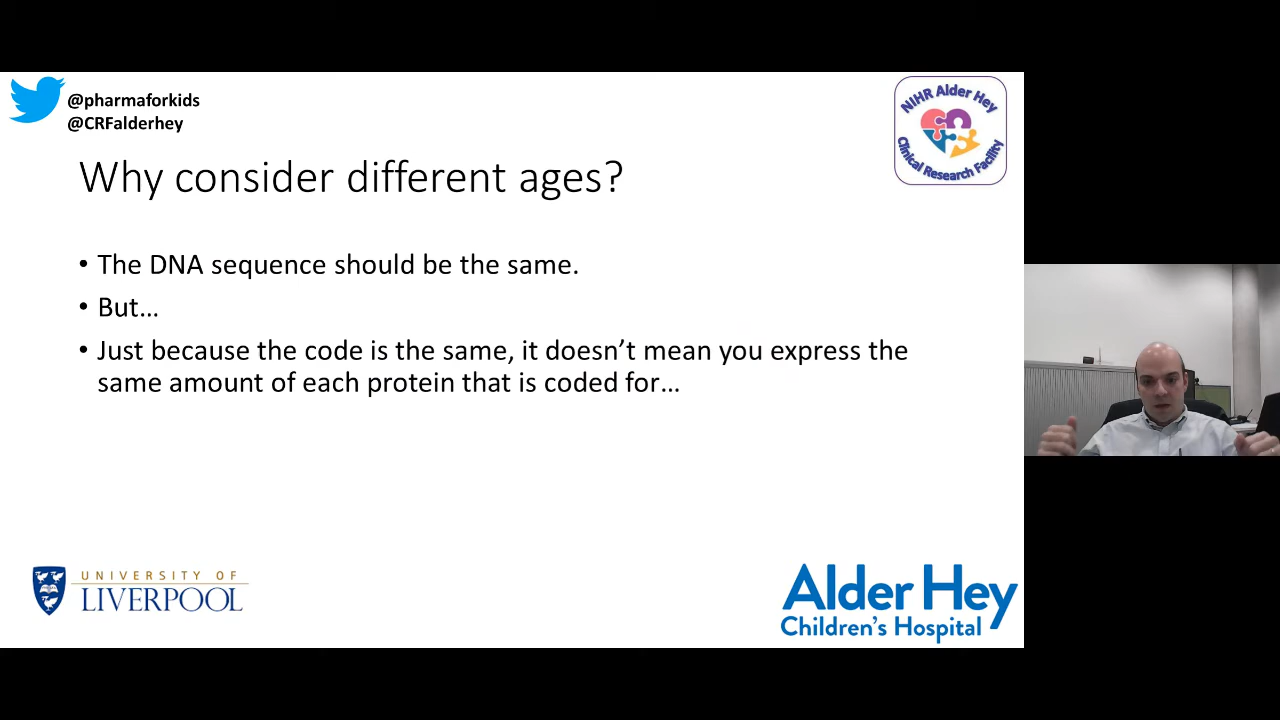 @pharmaforkids
@CRFalderhey
NIHR Alder Hey
Clinical Research Facility
Why consider different ages?
• The DNA sequence should be the same.
• But...
• Just because the code is the same, it doesn’t mean you express the
same amount of each protein that is coded for...
UNIVERSITY OF
LIVERPOOL
Alder Hey
Children’s Hospital